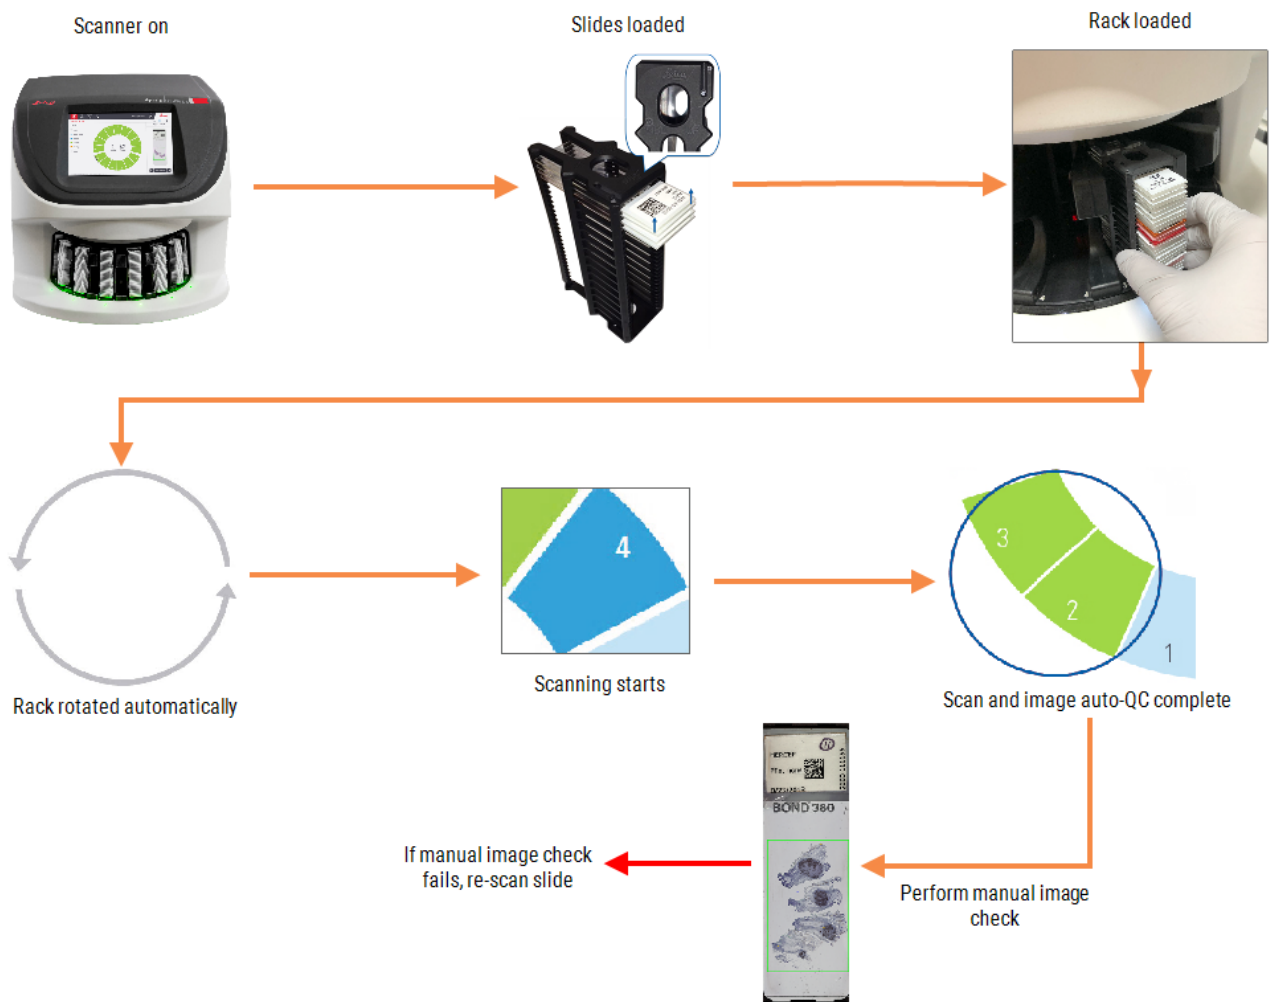 Scanner on
Slides loaded
Rack loaded
Rack rotated automatically
4
Scanning starts
3
2
1
Scan and image auto-QC complete
BOND 380
If manual image check
fails, re-scan slide
Perform manual image
check